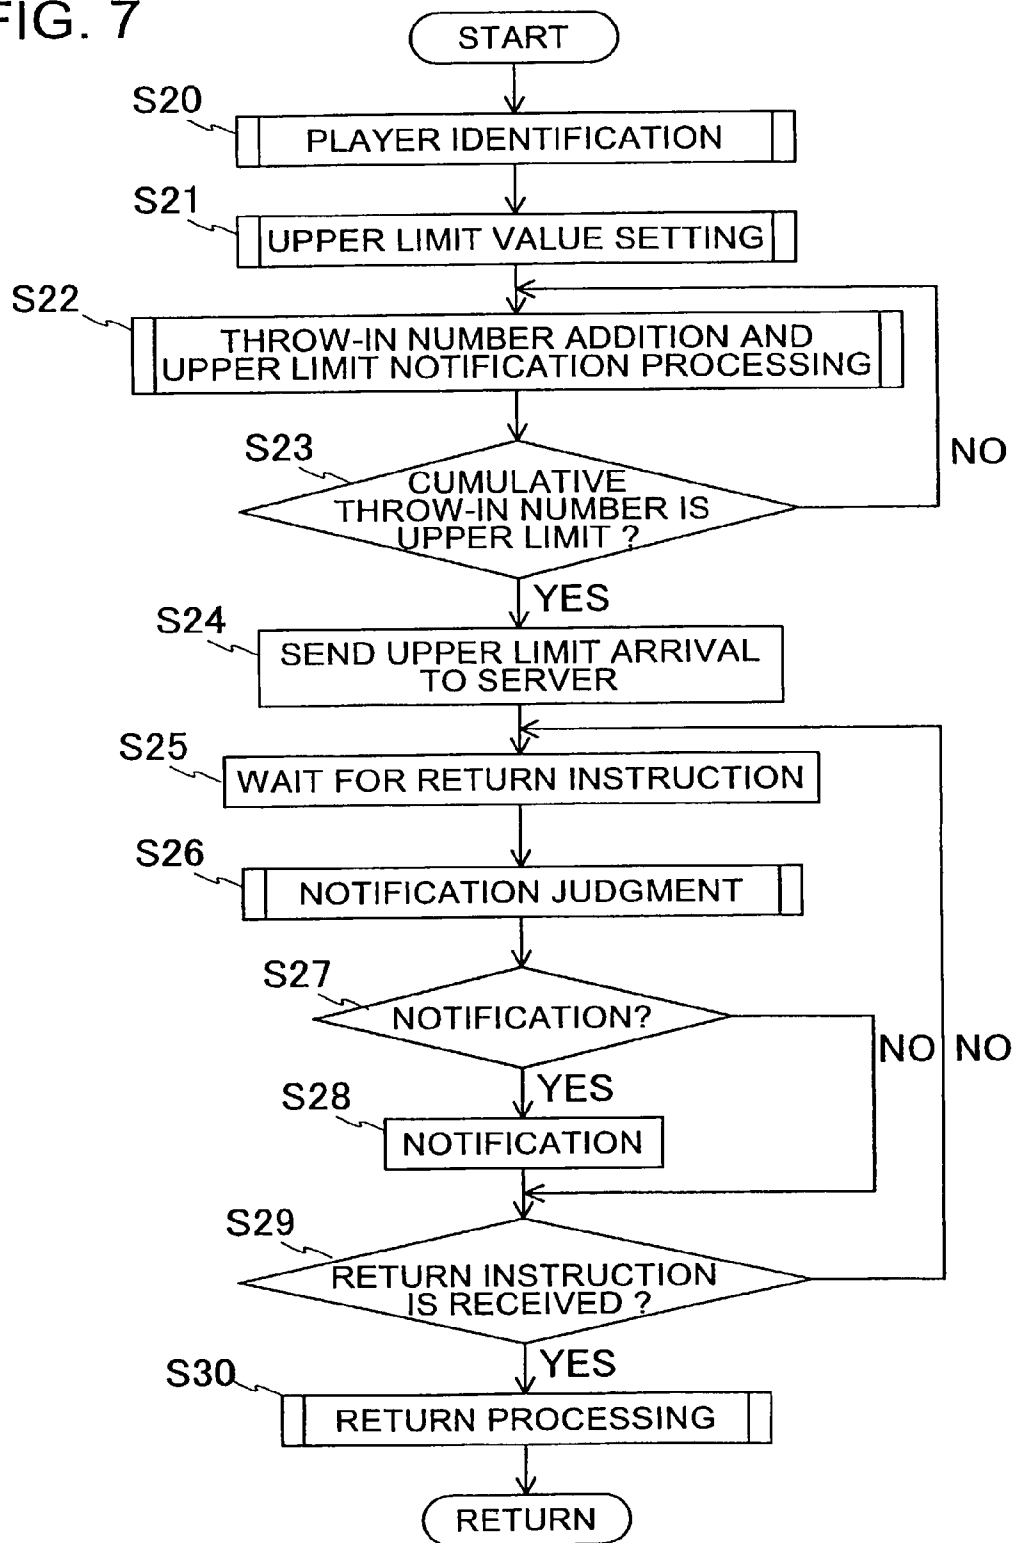 FIG. 7
START
S20
PLAYER IDENTIFICATION
S21
UPPER LIMIT VALUE SETTING
S22
THROW-IN NUMBER ADDITION AND
UPPER LIMIT NOTIFICATION PROCESSING
S23
CUMULATIVE
THROW-IN NUMBER IS
UPPER LIMIT ?
NO
YES
S24
SEND UPPER LIMIT ARRIVAL
TO SERVER
S25
WAIT FOR RETURN INSTRUCTION
S26
NOTIFICATION JUDGMENT
S27
NOTIFICATION?
NO NO
YES
S28
NOTIFICATION
S29
RETURN INSTRUCTION
IS RECEIVED ?
YES
S30
RETURN PROCESSING
RETURN